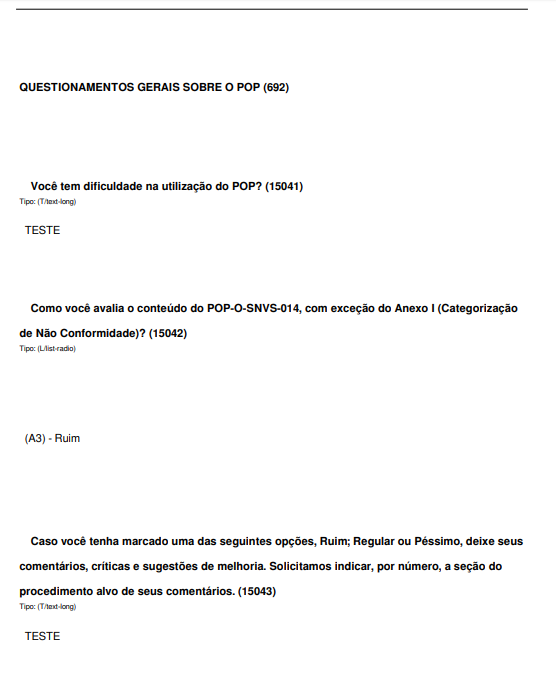 QUESTIONAMENTOS GERAIS SOBRE O POP (692)
Você tem dificuldade na utilização do POP? (15041)
Tipo: (T/text-long)
TESTE
Como você avalia o conteúdo do POP-O-SNVS-014, com exceção do Anexo I (Categorização
de Não Conformidade)? (15042)
Tipo: (L/list-radio)
(A3) - Ruim
Caso você tenha marcado uma das seguintes opções, Ruim; Regular ou Péssimo, deixe seus
comentários, críticas e sugestões de melhoria. Solicitamos indicar, por número, a seção do
procedimento alvo de seus comentários. (15043)
Tipo: (T/text-long)
TESTE